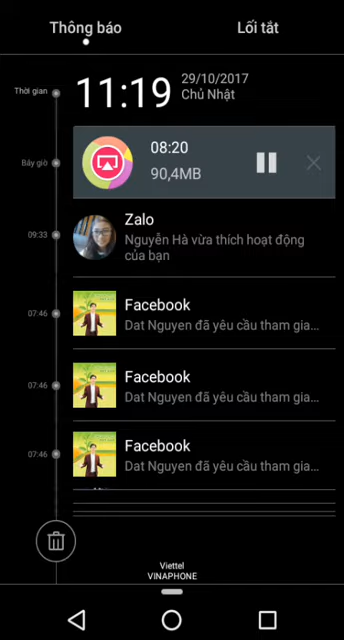 Thông báo
Lối tắt
Thời gian
11:19
29/10/2017
Chủ Nhật
Bây giờ
08:20
90,4MB
09:33
Zalo
Nguyễn Hà vừa thích hoạt động
của bạn
07:46
Facebook
Dat Nguyen đã yêu cầu tham gia...
07:46
Facebook
Dat Nguyen đã yêu cầu tham gia...
07:46
Facebook
Dat Nguyen đã yêu cầu tham gia...
Viettel
VINAPHONE